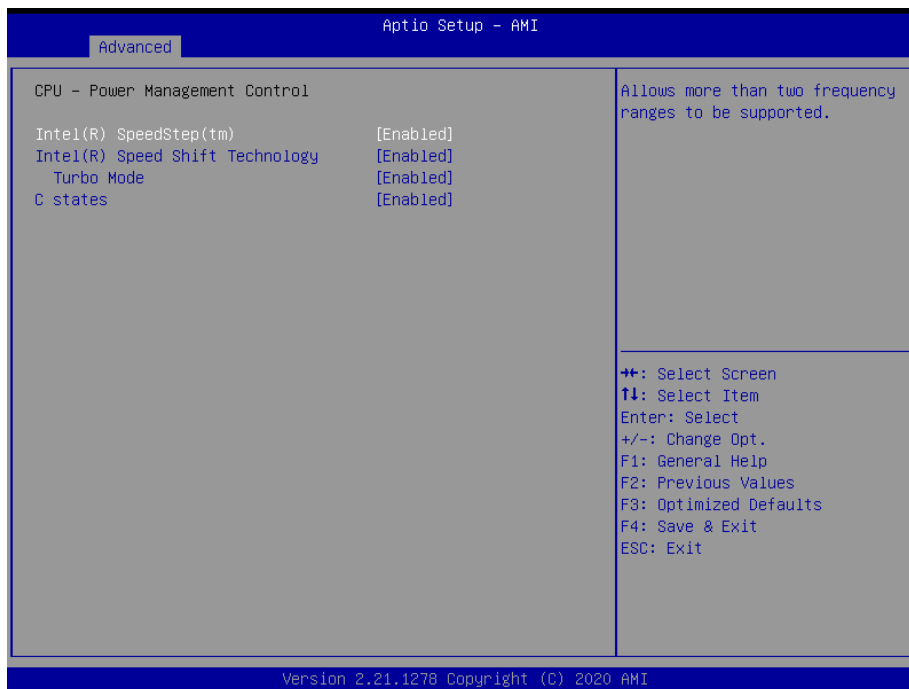 Aptio Setup – AMI
Advanced
CPU – Power Management Control
Intel(R) SpeedStep(tm) [Enabled]
Intel(R) Speed Shift Technology [Enabled]
Turbo Mode [Enabled]
C states [Enabled]
Allows more than two frequency
ranges to be supported.
→←: Select Screen
↑↓: Select Item
Enter: Select
+/-: Change Opt.
F1: General Help
F2: Previous Values
F3: Optimized Defaults
F4: Save & Exit
ESC: Exit
Version 2.21.1278 Copyright (C) 2020 AMI